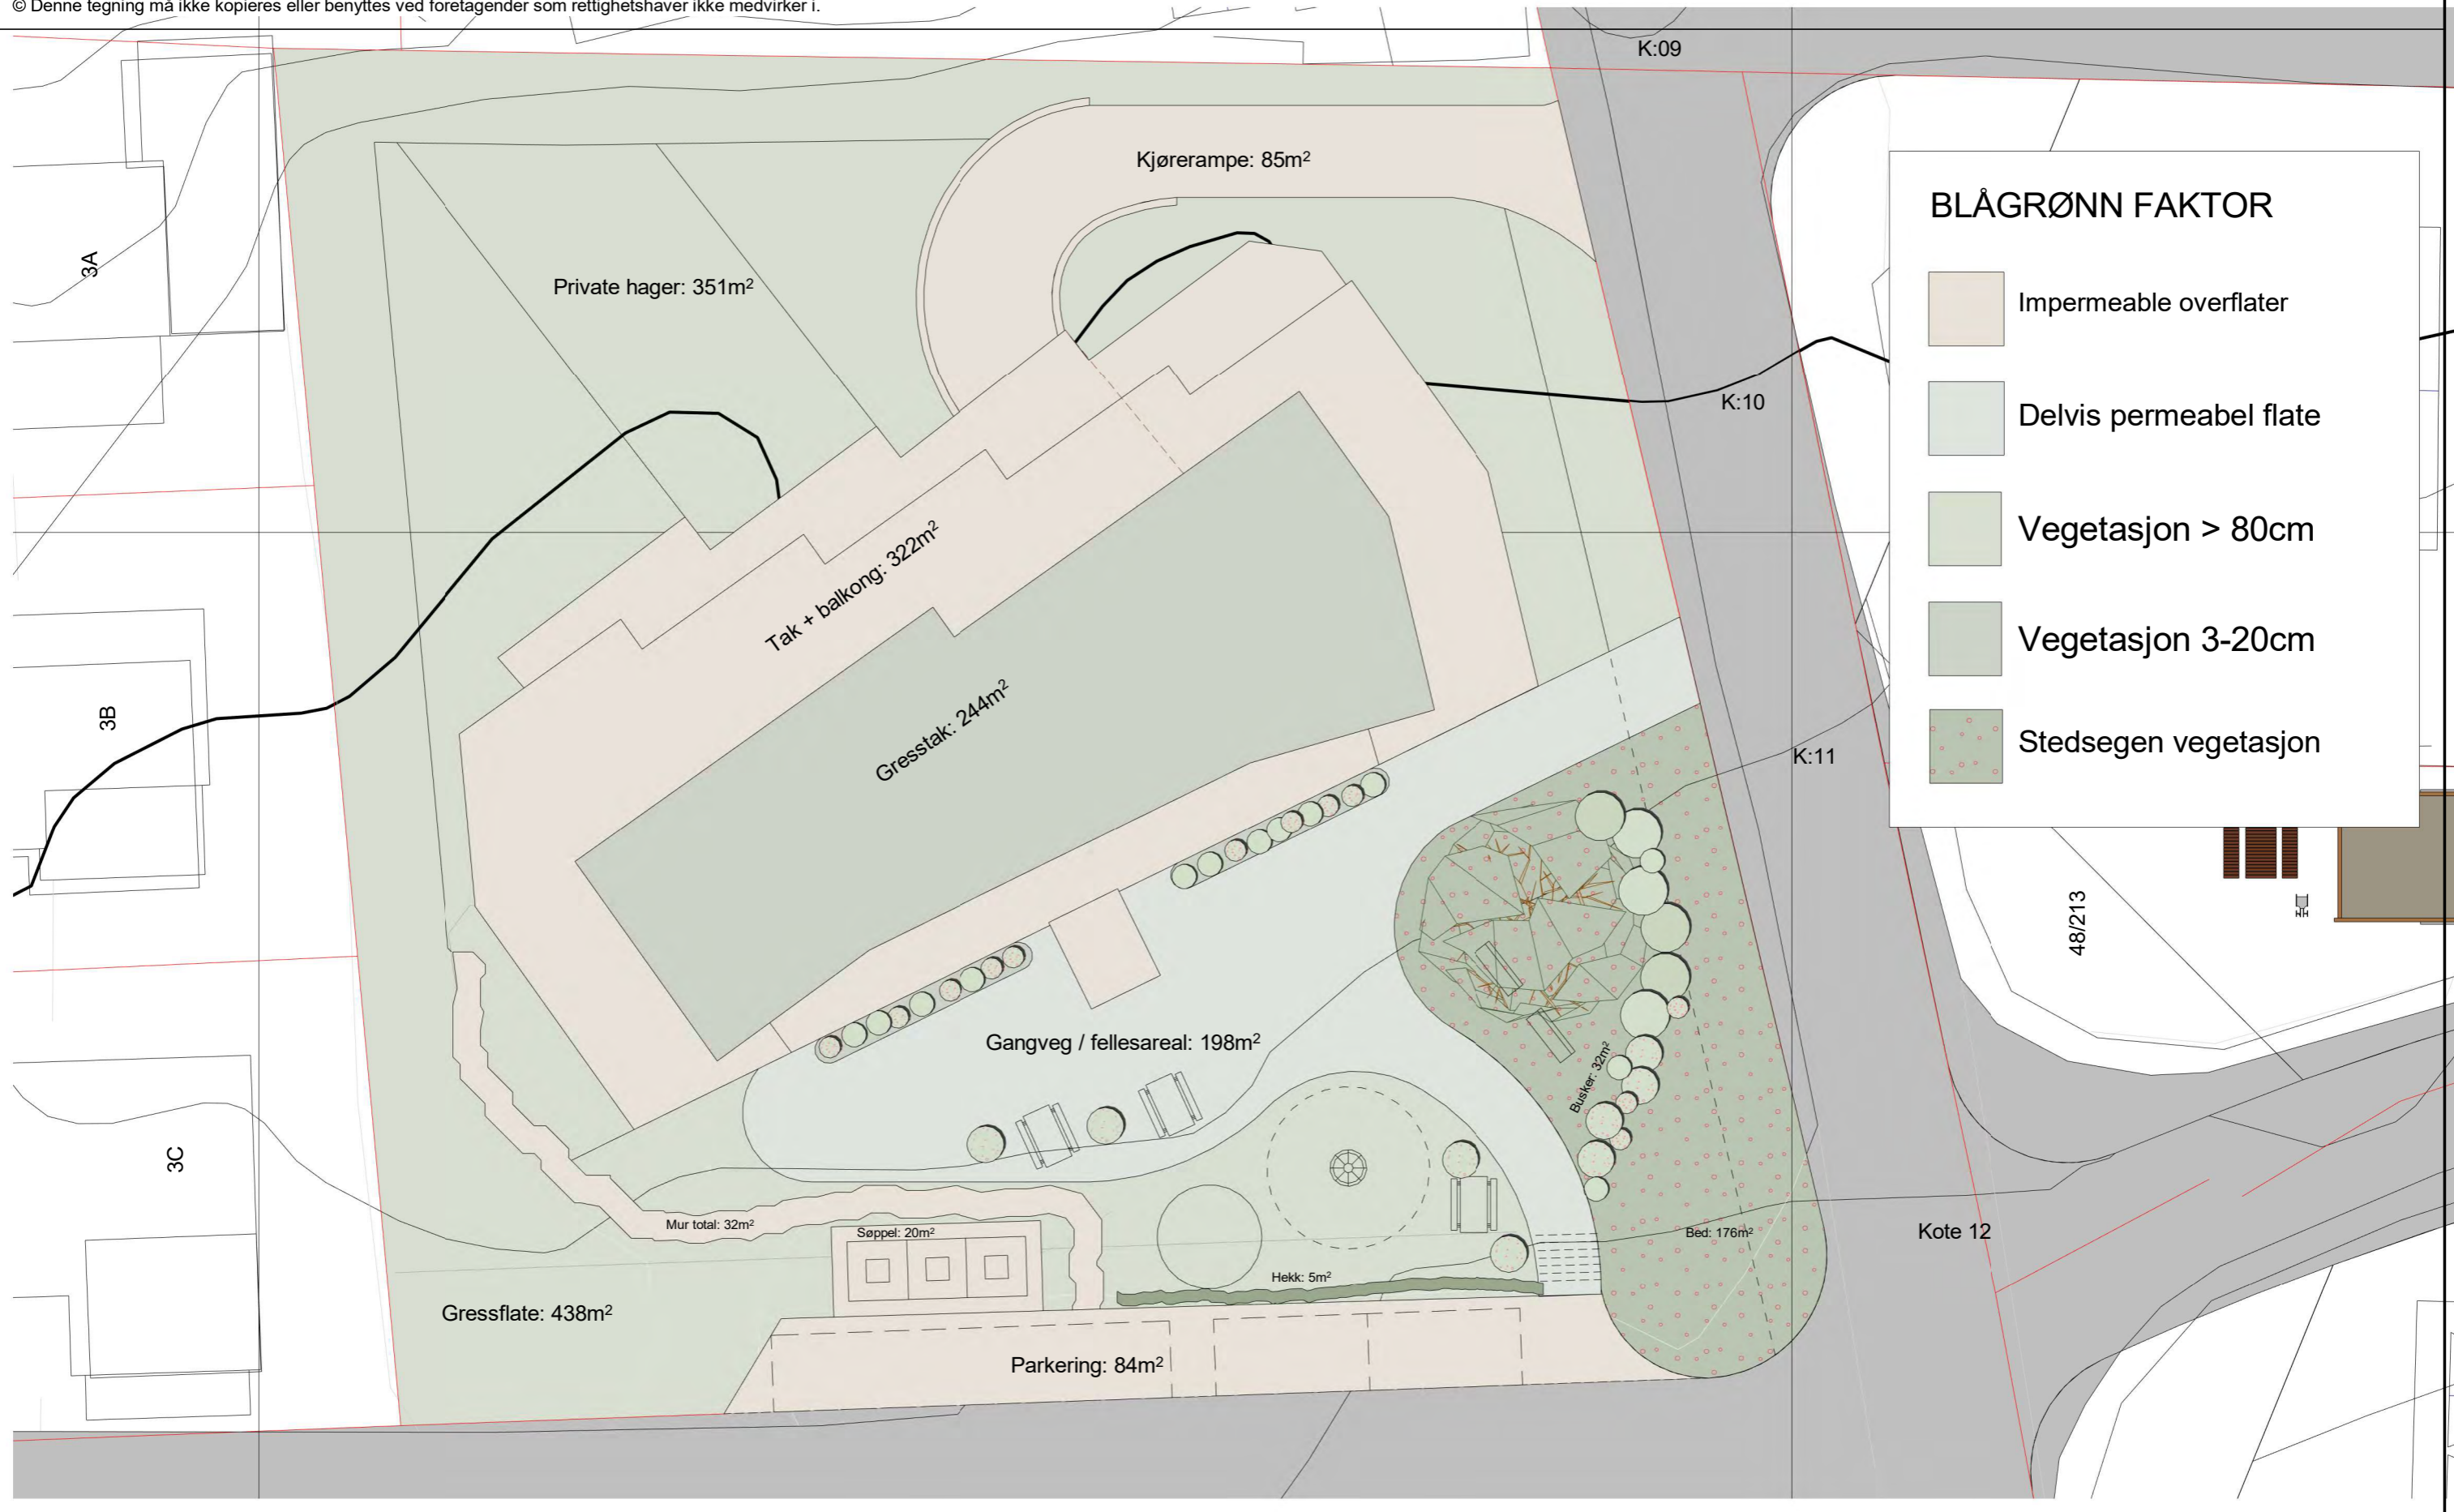 © Denne tegning må ikke kopieres eller benyttes ved foretagender som rettighetshaver ikke medvirker i.
K:09
Kjørerampe: 85m²
BLÅGRØNN FAKTOR
3A
Private hager: 351m²
Impermeable overflater
K:10
Delvis permeabel flate
Vegetasjon > 80cm
Tak + balkong: 322m²
Vegetasjon 3-20cm
3B
Gresstak: 244m²
Stedsegen vegetasjon
K:11
48/213
Gangveg / fellesareal: 198m²
Busker: 32m²
3C
Mur total: 32m²
Søppel: 20m²
Bed: 176m²
Kote 12
Hekk: 5m²
Gressflate: 438m²
Parkering: 84m²